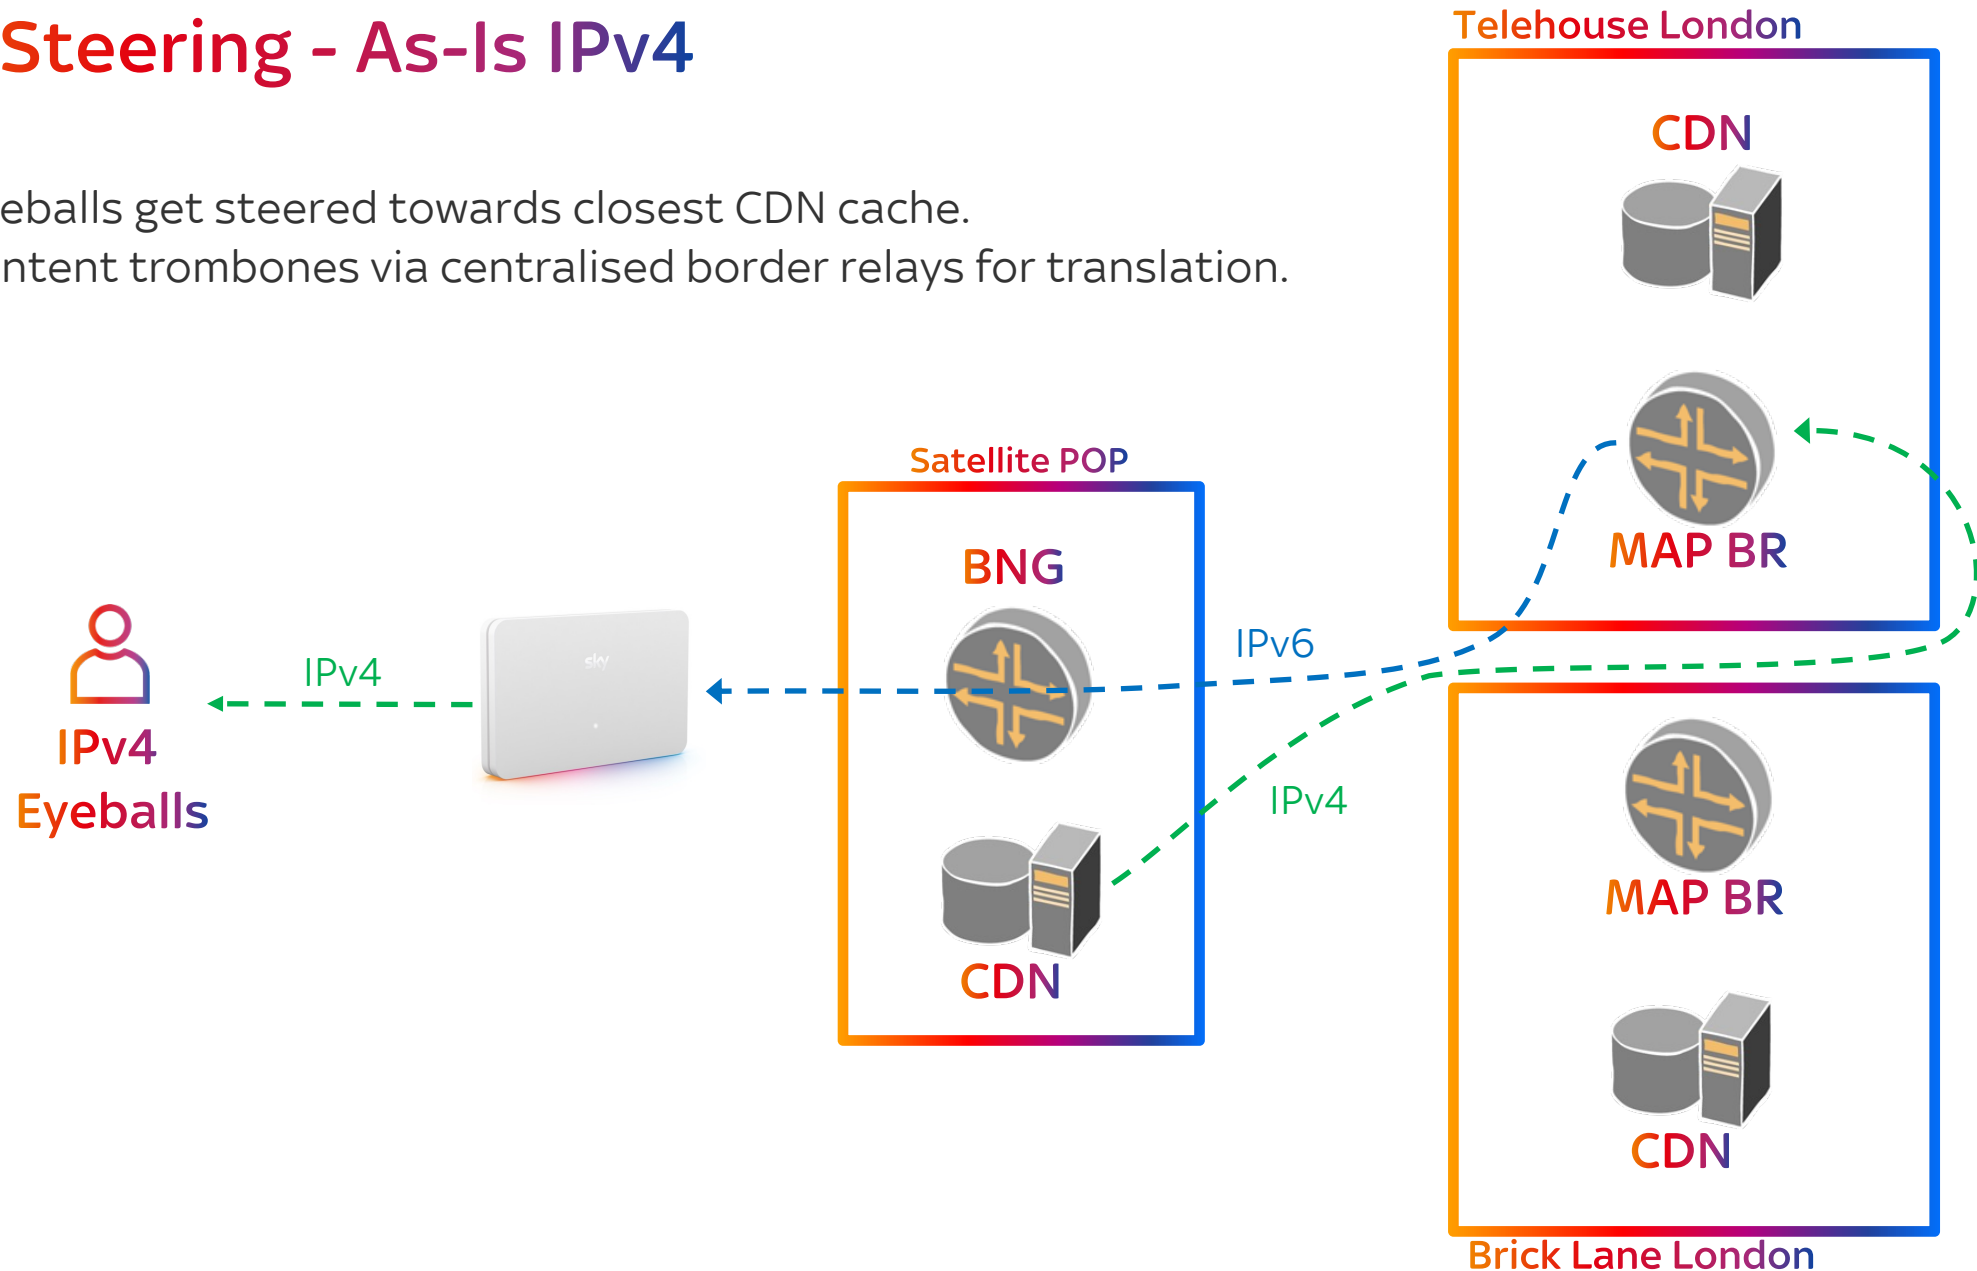 Steering - As-Is IPv4
eballs get steered towards closest CDN cache.
ntent trombones via centralised border relays for translation.
Telehouse London
CDN
MAP BR
Satellite POP
BNG
IPv6
IPv4
sky
IPv4
Eyeballs
IPv4
CDN
MAP BR
CDN
Brick Lane London